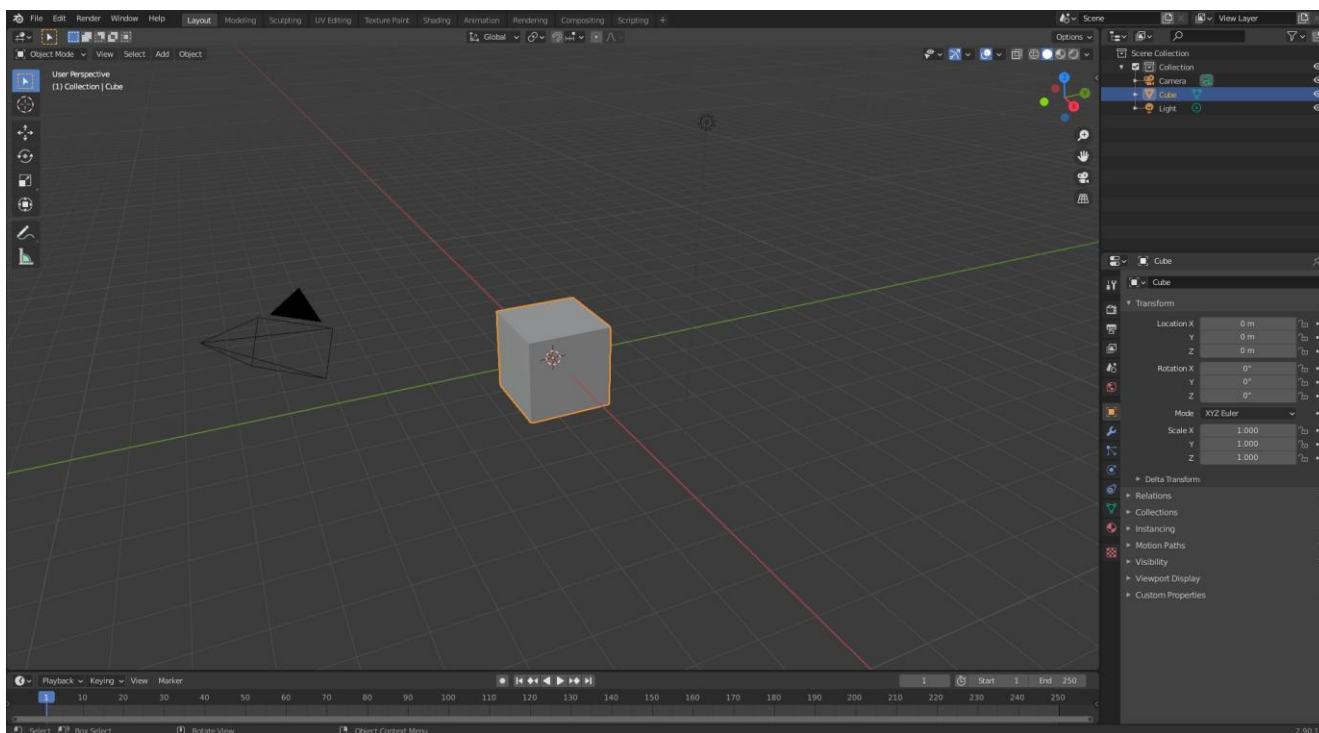 File Edit Render Window Help Layout Modeling Sculpting UV Editing Texture Paint Shading Animation Rendering Compositing Scripting + Scene View Layer
Global Options
Object Mode View Select Add Object
User Perspective
(1) Collection | Cube
Z
Y
X
Scene Collection
Collection
Camera
Cube
Light
Cube
Cube
Transform
Location X 0 m
Y 0 m
Z 0 m
Rotation X 0°
Y 0°
Z 0°
Mode XYZ Euler
Scale X 1.000
Y 1.000
Z 1.000
Delta Transform
Relations
Collections
Instancing
Motion Paths
Visibility
Viewport Display
Custom Properties
Playback Keying View Marker 1 Start 1 End 250
1 10 20 30 40 50 60 70 80 90 100 110 120 130 140 150 160 170 180 190 200 210 220 230 240 250
Select Box Select Rotate View Object Context Menu